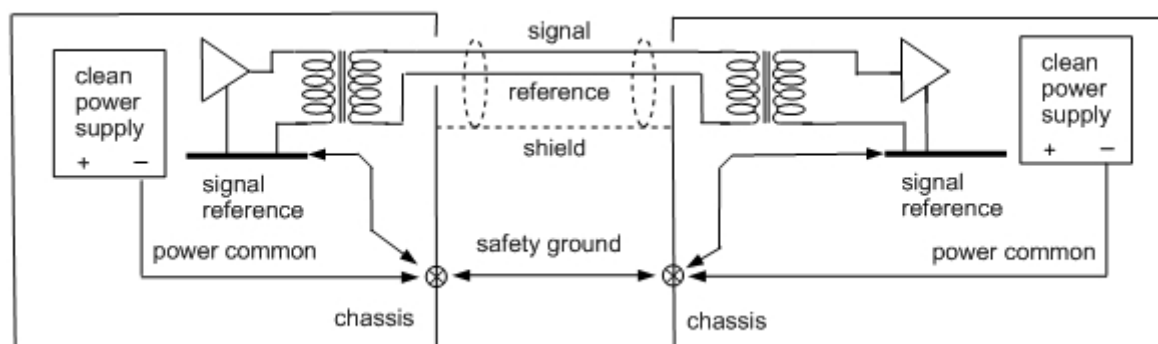 clean
power
supply
+ −
signal
reference
power common
chassis
signal
reference
shield
safety ground
chassis
signal
reference
power common
clean
power
supply
+ −